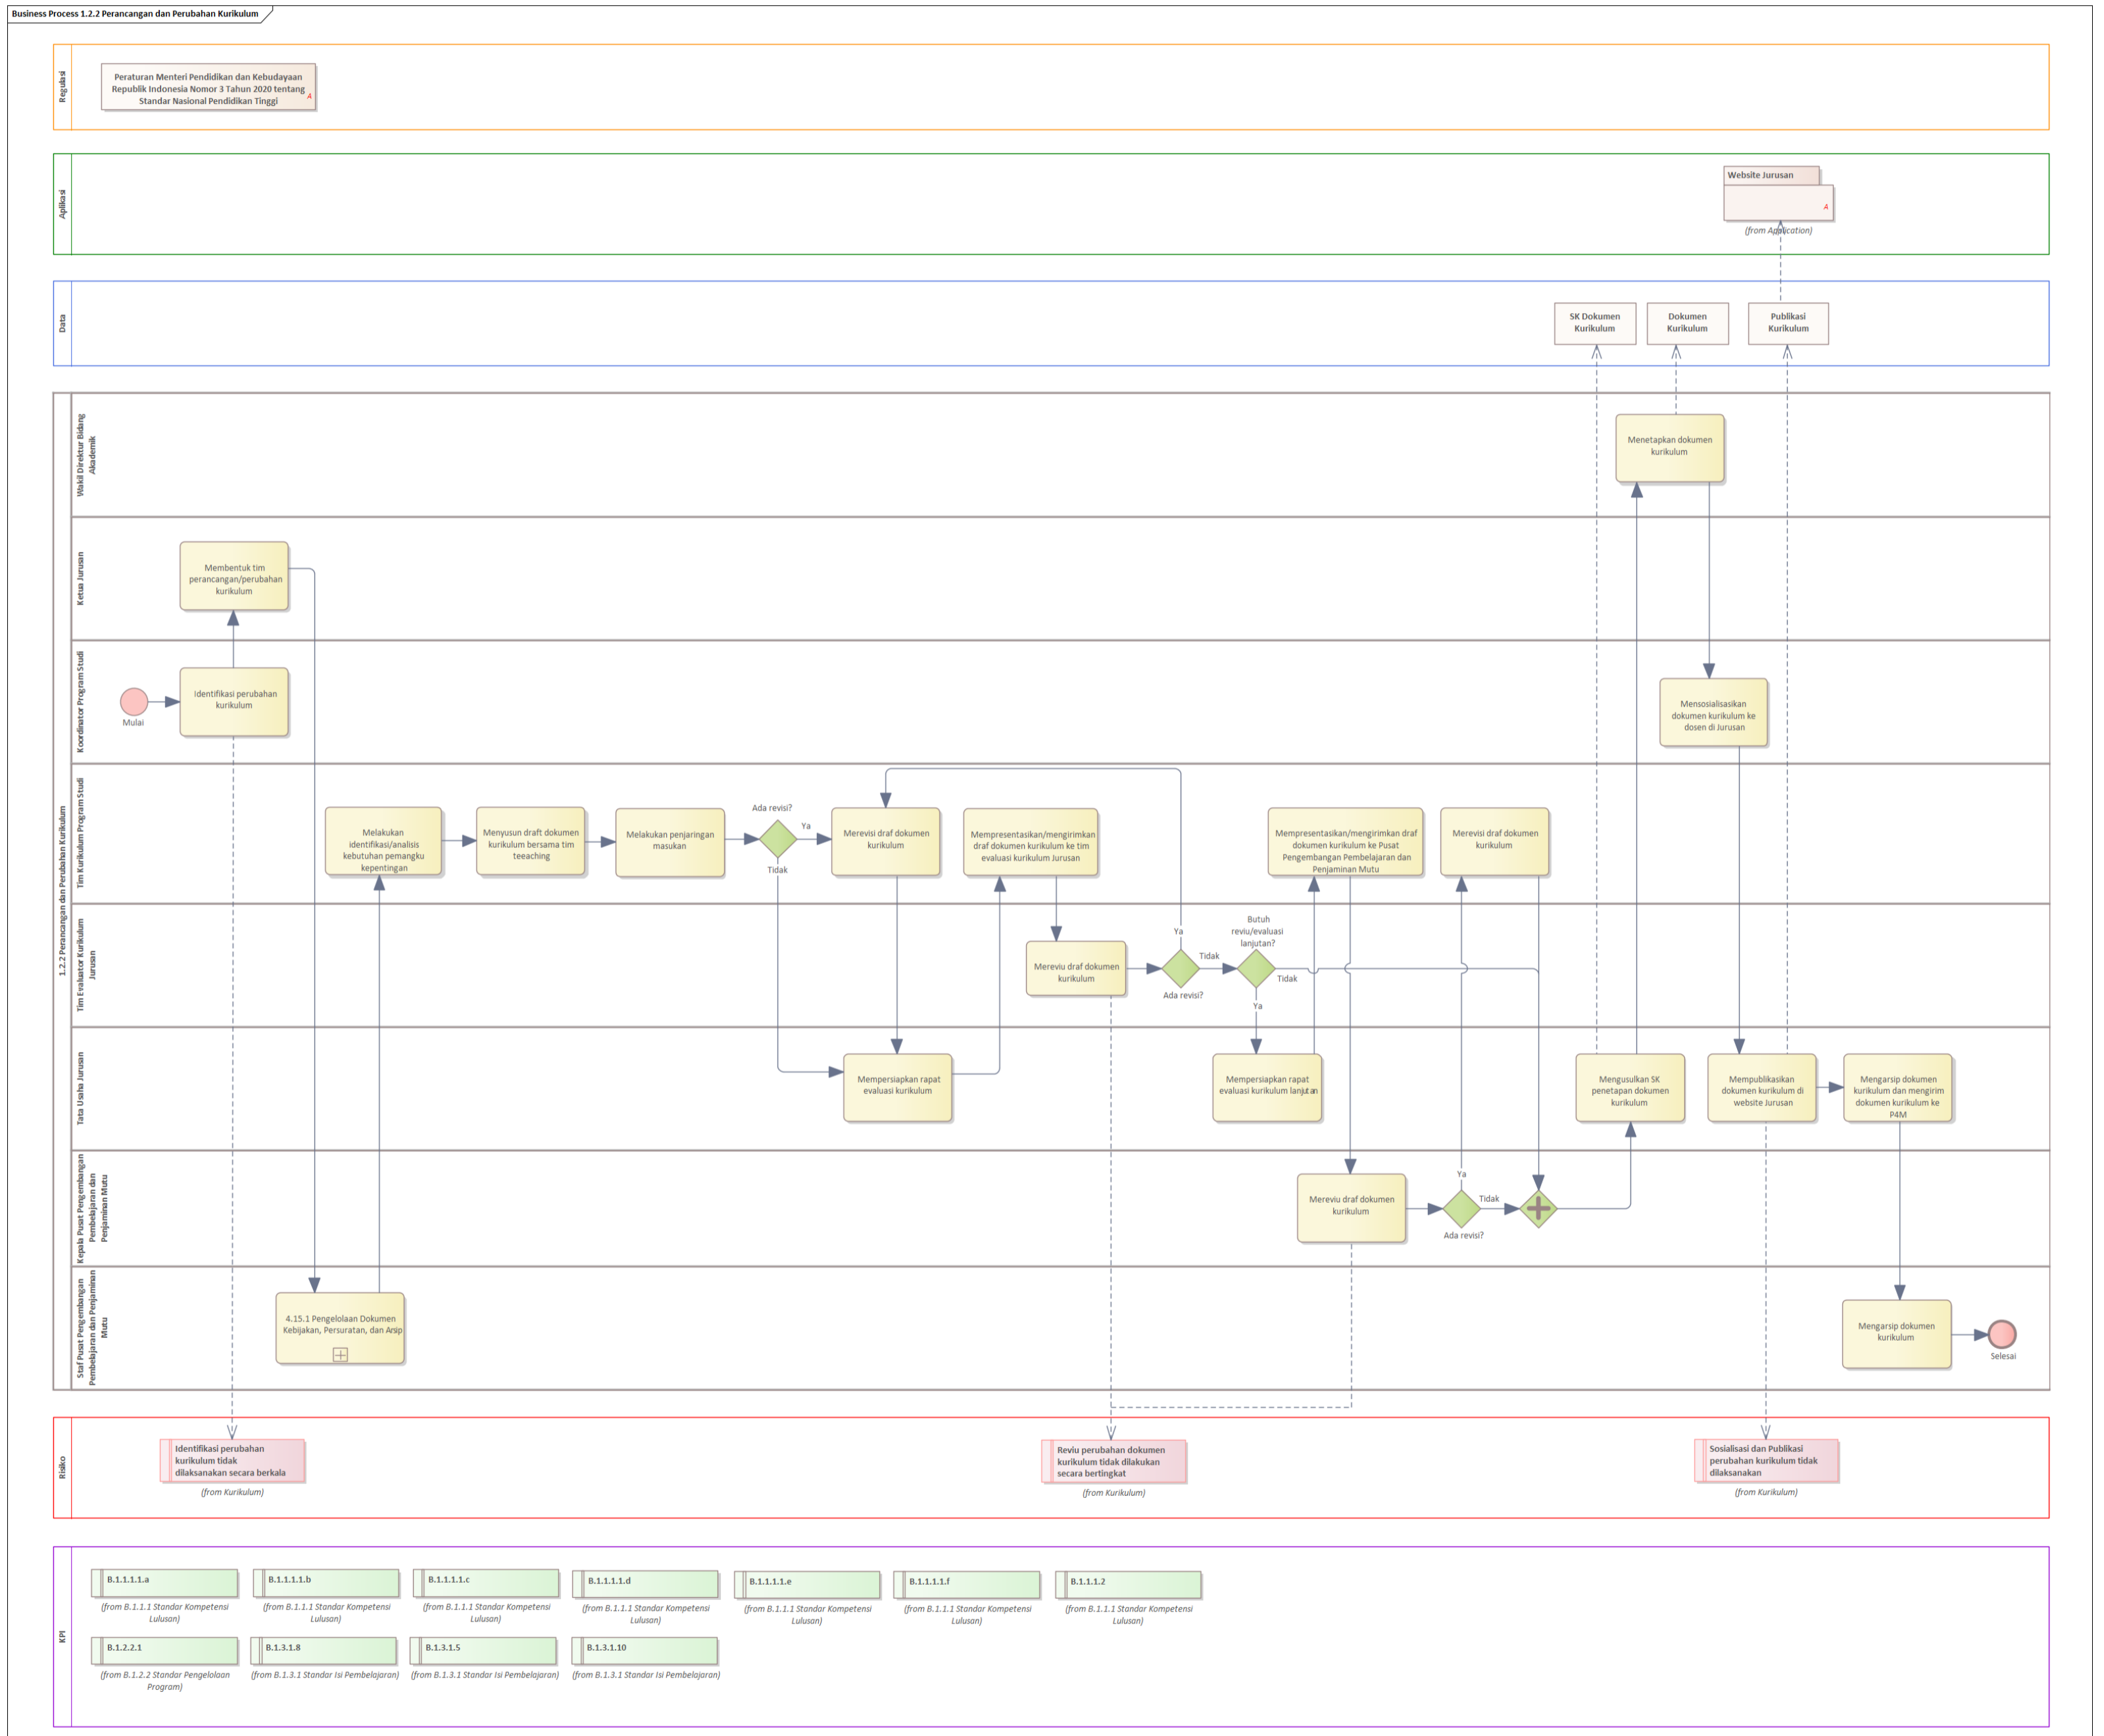 Business Process 1.2.2 Perancangan dan Perubahan Kurikulum
Regulasi
Peraturan Menteri Pendidikan dan Kebudayaan
Republik Indonesia Nomor 3 Tahun 2020 tentang
Standar Nasional Pendidikan Tinggi
A
Aplikasi
Website Jurusan
A
(from Application)
Data
SK Dokumen
Kurikulum
Dokumen
Kurikulum
Publikasi
Kurikulum
1.2.2 Perancangan dan Perubahan Kurikulum
Wakil Direktur Bidang
Akademik
Menetapkan dokumen
kurikulum
Ketua Jurusan
Membentuk tim
perancangan/perubahan
kurikulum
Koordinator Program Studi
Mulai
Identifikasi perubahan
kurikulum
Mensosialisasikan
dokumen kurikulum ke
dosen di Jurusan
Tim Kurikulum Program Studi
Melakukan
identifikasi/analisis
kebutuhan pemangku
kepentingan
Menyusun draft dokumen
kurikulum bersama tim
teeaching
Melakukan penjaringan
masukan
Ada revisi?
Ya
Tidak
Merevisi draf dokumen
kurikulum
Mempresentasikan/mengirimkan
draf dokumen kurikulum ke tim
evaluasi kurikulum Jurusan
Mempresentasikan/mengirimkan draf
dokumen kurikulum ke Pusat
Pengembangan Pembelajaran dan
Penjaminan Mutu
Merevisi draf dokumen
kurikulum
Tim Evaluator Kurikulum
Jurusan
Mereviu draf dokumen
kurikulum
Ya
Ada revisi?
Tidak
Butuh
reviu/evaluasi
lanjutan?
Tidak
Ya
Tata Usaha Jurusan
Mempersiapkan rapat
evaluasi kurikulum
Mempersiapkan rapat
evaluasi kurikulum lanjutan
Mengusulkan SK
penetapan dokumen
kurikulum
Mempublikasikan
dokumen kurikulum di
website Jurusan
Mengarsip dokumen
kurikulum dan mengirim
dokumen kurikulum ke
P4M
Kepala Pusat Pengembangan
Pembelajaran dan
Penjaminan Mutu
Mereviu draf dokumen
kurikulum
Ya
Ada revisi?
Tidak
Staf Pusat Pengembangan
Pembelajaran dan Penjaminan
Mutu
4.15.1 Pengelolaan Dokumen
Kebijakan, Persuratan, dan Arsip
Mengarsip dokumen
kurikulum
Selesai
Risiko
Identifikasi perubahan
kurikulum tidak
dilaksanakan secara berkala
(from Kurikulum)
Reviu perubahan dokumen
kurikulum tidak dilakukan
secara bertingkat
(from Kurikulum)
Sosialisasi dan Publikasi
perubahan kurikulum tidak
dilaksanakan
(from Kurikulum)
KPI
B.1.1.1.1.a
(from B.1.1.1 Standar Kompetensi
Lulusan)
B.1.1.1.1.b
(from B.1.1.1 Standar Kompetensi
Lulusan)
B.1.1.1.1.c
(from B.1.1.1 Standar Kompetensi
Lulusan)
B.1.1.1.1.d
(from B.1.1.1 Standar Kompetensi
Lulusan)
B.1.1.1.1.e
(from B.1.1.1 Standar Kompetensi
Lulusan)
B.1.1.1.1.f
(from B.1.1.1 Standar Kompetensi
Lulusan)
B.1.1.1.2
(from B.1.1.1 Standar Kompetensi
Lulusan)
B.1.2.2.1
(from B.1.2.2 Standar Pengelolaan
Program)
B.1.3.1.8
(from B.1.3.1 Standar Isi Pembelajaran)
B.1.3.1.5
(from B.1.3.1 Standar Isi Pembelajaran)
B.1.3.1.10
(from B.1.3.1 Standar Isi Pembelajaran)